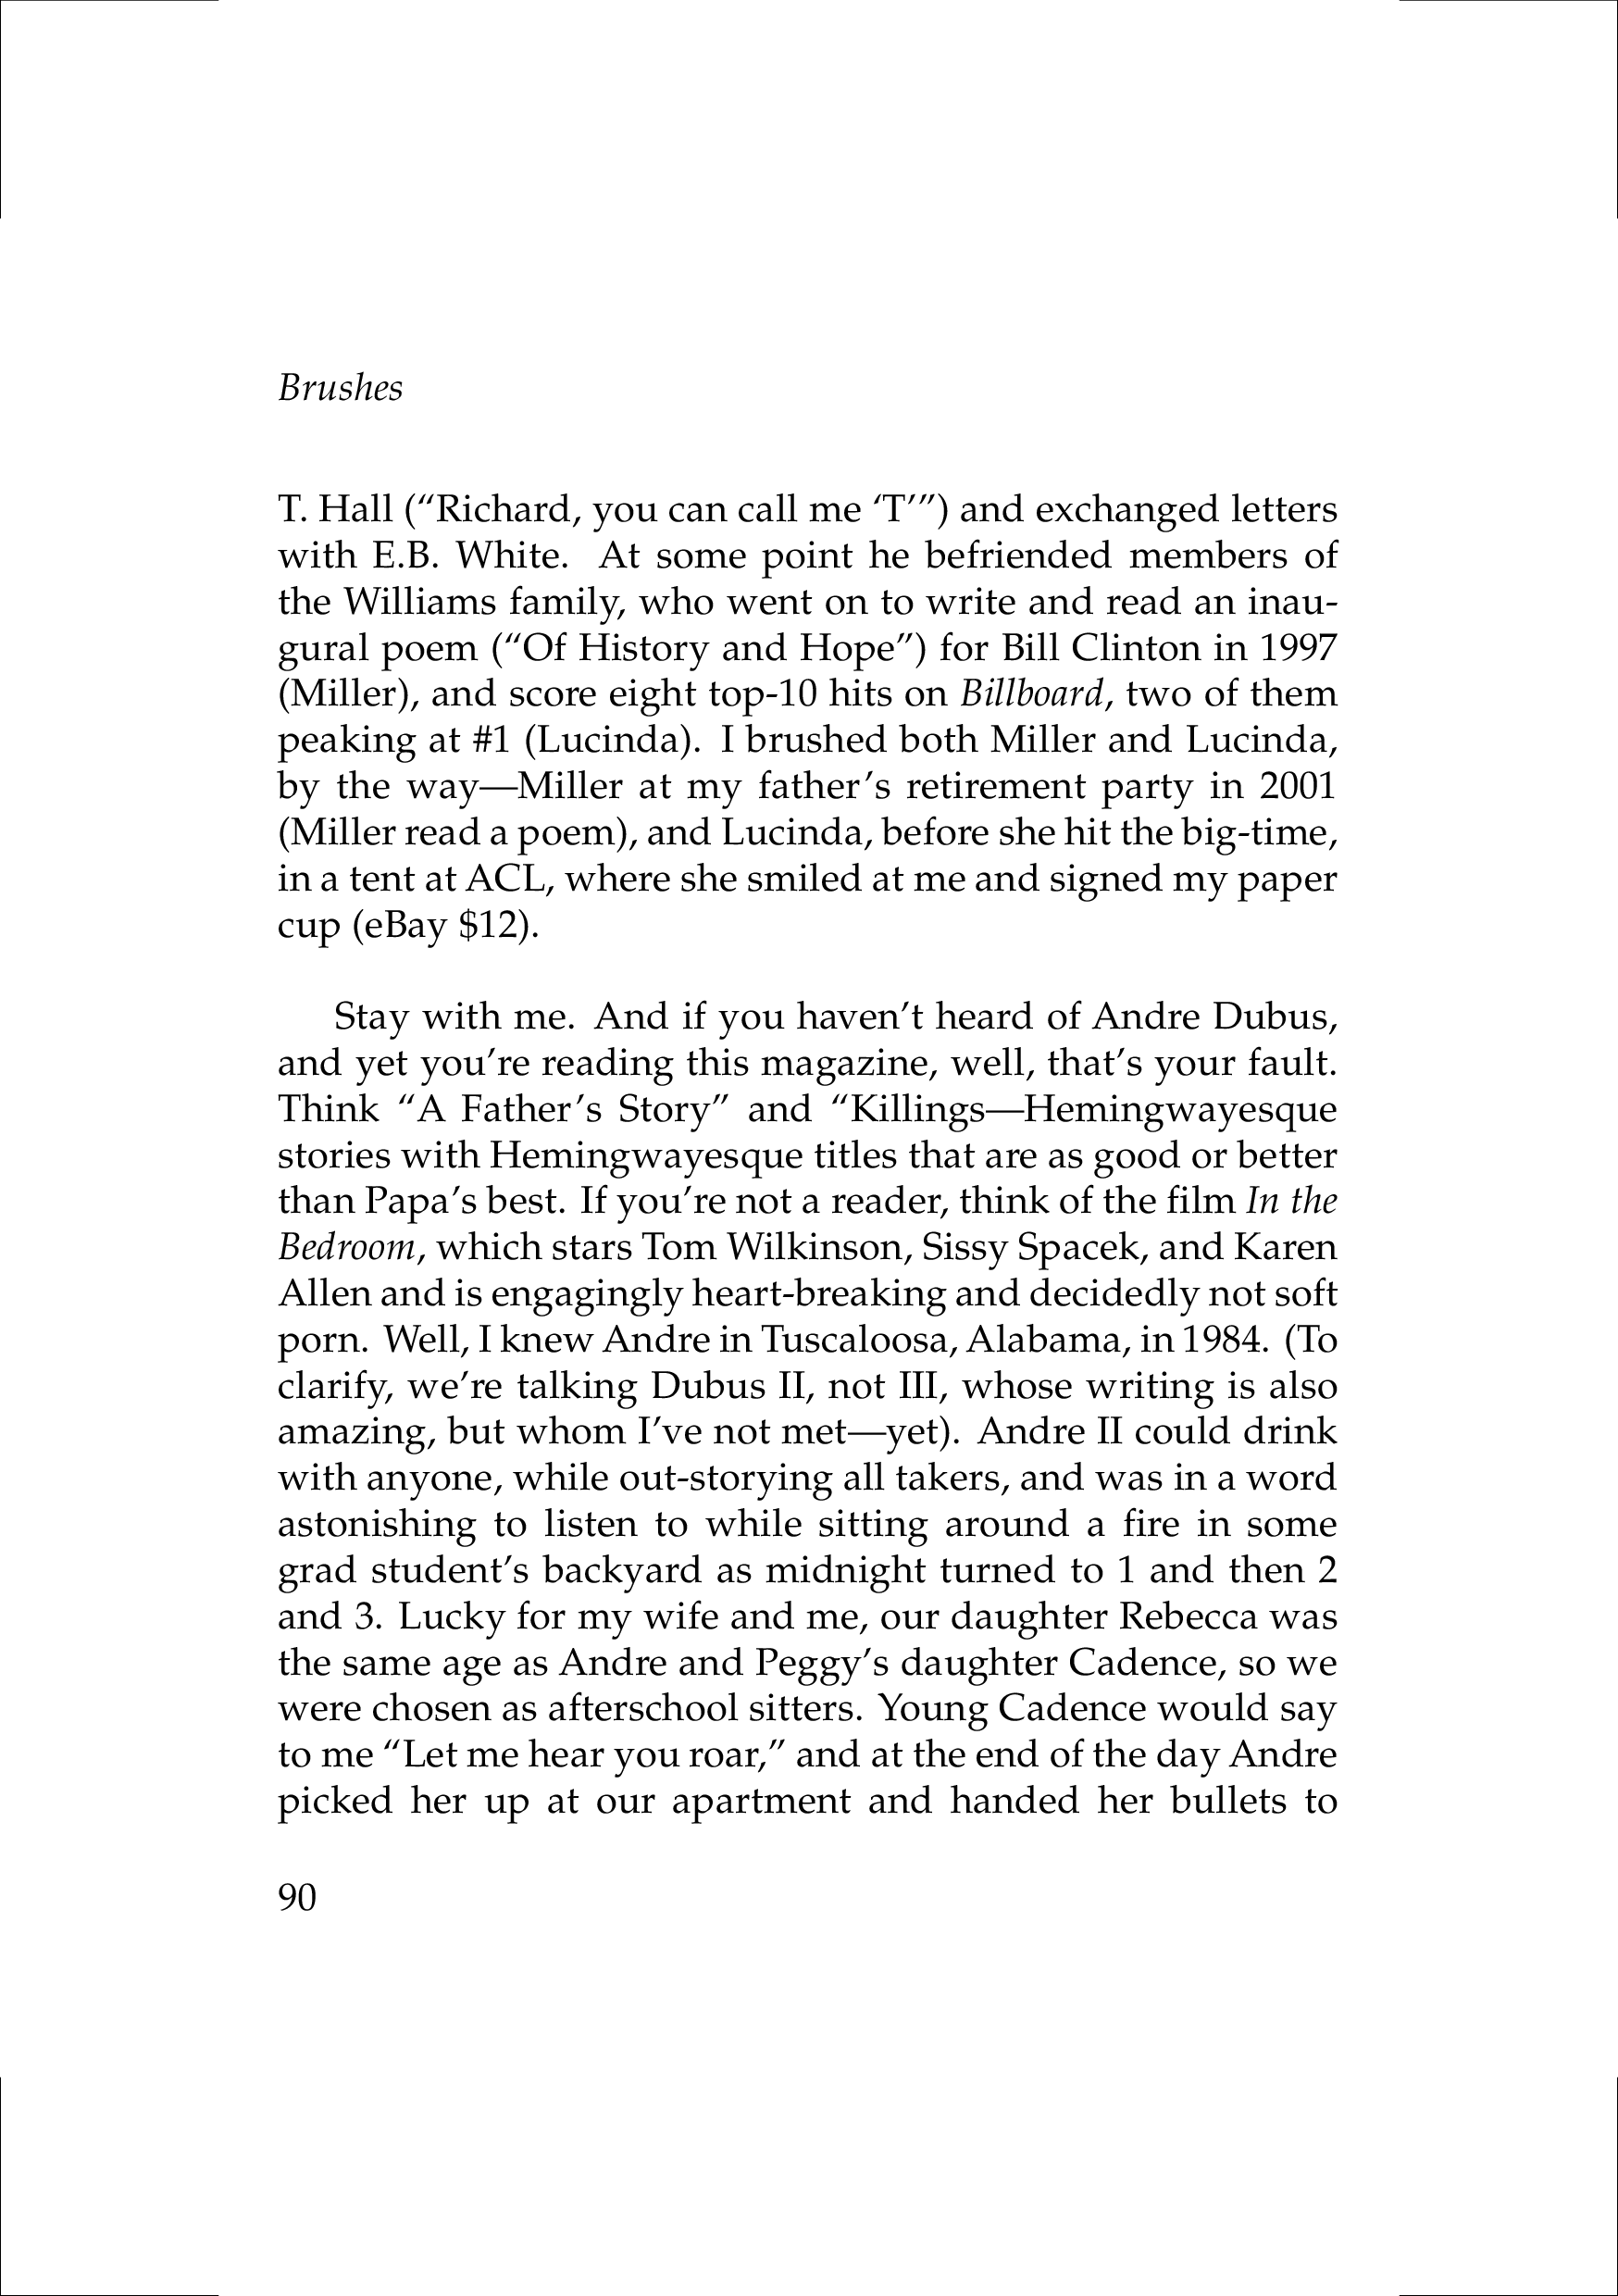 Brushes
T. Hall (“Richard, you can call me ‘T’”) and exchanged letters
with E.B. White. At some point he befriended members of
the Williams family, who went on to write and read an inau-
gural poem (“Of History and Hope”) for Bill Clinton in 1997
(Miller), and score eight top-10 hits on Billboard, two of them
peaking at #1 (Lucinda). I brushed both Miller and Lucinda,
by the way—Miller at my father’s retirement party in 2001
(Miller read a poem), and Lucinda, before she hit the big-time,
in a tent at ACL, where she smiled at me and signed my paper
cup (eBay $12).
Stay with me. And if you haven’t heard of Andre Dubus,
and yet you’re reading this magazine, well, that’s your fault.
Think “A Father’s Story” and “Killings—Hemingwayesque
stories with Hemingwayesque titles that are as good or better
than Papa’s best. If you’re not a reader, think of the film In the
Bedroom, which stars Tom Wilkinson, Sissy Spacek, and Karen
Allen and is engagingly heart-breaking and decidedly not soft
porn. Well, I knew Andre in Tuscaloosa, Alabama, in 1984. (To
clarify, we’re talking Dubus II, not III, whose writing is also
amazing, but whom I’ve not met—yet). Andre II could drink
with anyone, while out-storying all takers, and was in a word
astonishing to listen to while sitting around a fire in some
grad student’s backyard as midnight turned to 1 and then 2
and 3. Lucky for my wife and me, our daughter Rebecca was
the same age as Andre and Peggy’s daughter Cadence, so we
were chosen as afterschool sitters. Young Cadence would say
to me “Let me hear you roar,” and at the end of the day Andre
picked her up at our apartment and handed her bullets to
90